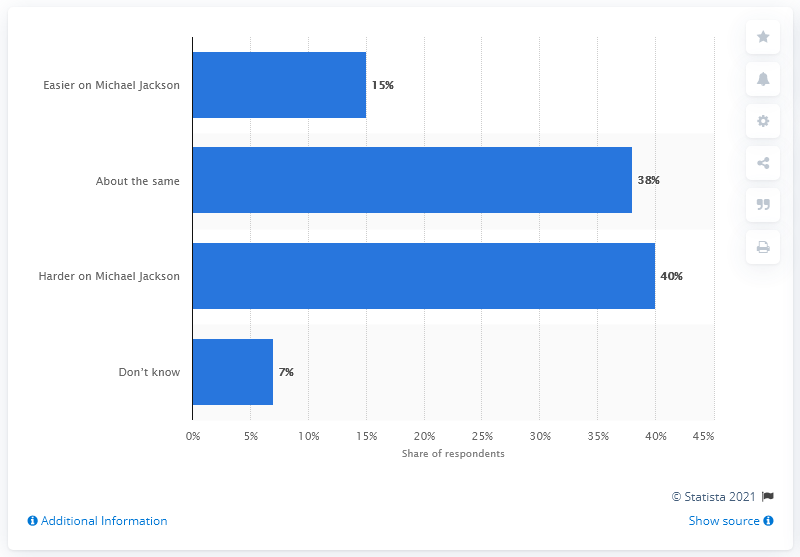 Easier on Michael Jackson
15%
About the same
38%
Harder on Michael Jackson
40%
Don’t know
7%
0% 5% 10% 15% 20% 25% 30% 35% 40% 45%
Share of respondents
© Statista 2021
Additional Information
Show source